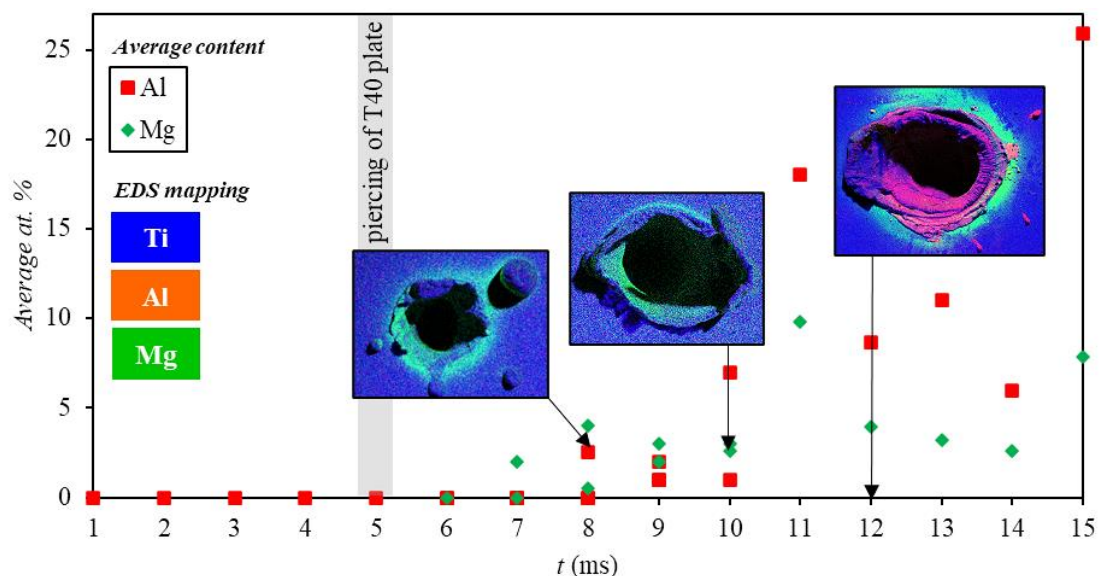 Average content
Al
Mg
EDS mapping
Ti
Al
Mg
piercing of T40 plate
Average at. %
25
20
15
10
5
0
1 2 3 4 5 6 7 8 9 10 11 12 13 14 15
t (ms)